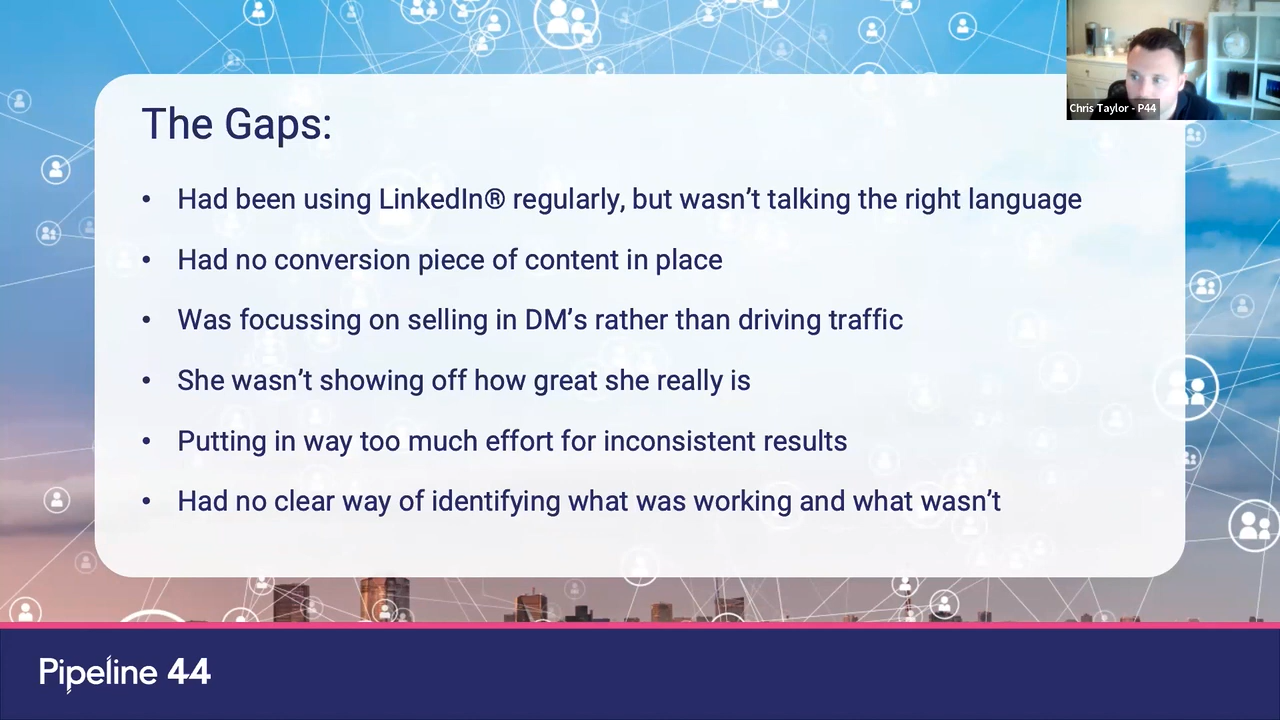 Chris Taylor - P44
The Gaps:
• Had been using LinkedIn® regularly, but wasn’t talking the right language
• Had no conversion piece of content in place
• Was focussing on selling in DM’s rather than driving traffic
• She wasn’t showing off how great she really is
• Putting in way too much effort for inconsistent results
• Had no clear way of identifying what was working and what wasn’t
Pipeline 44